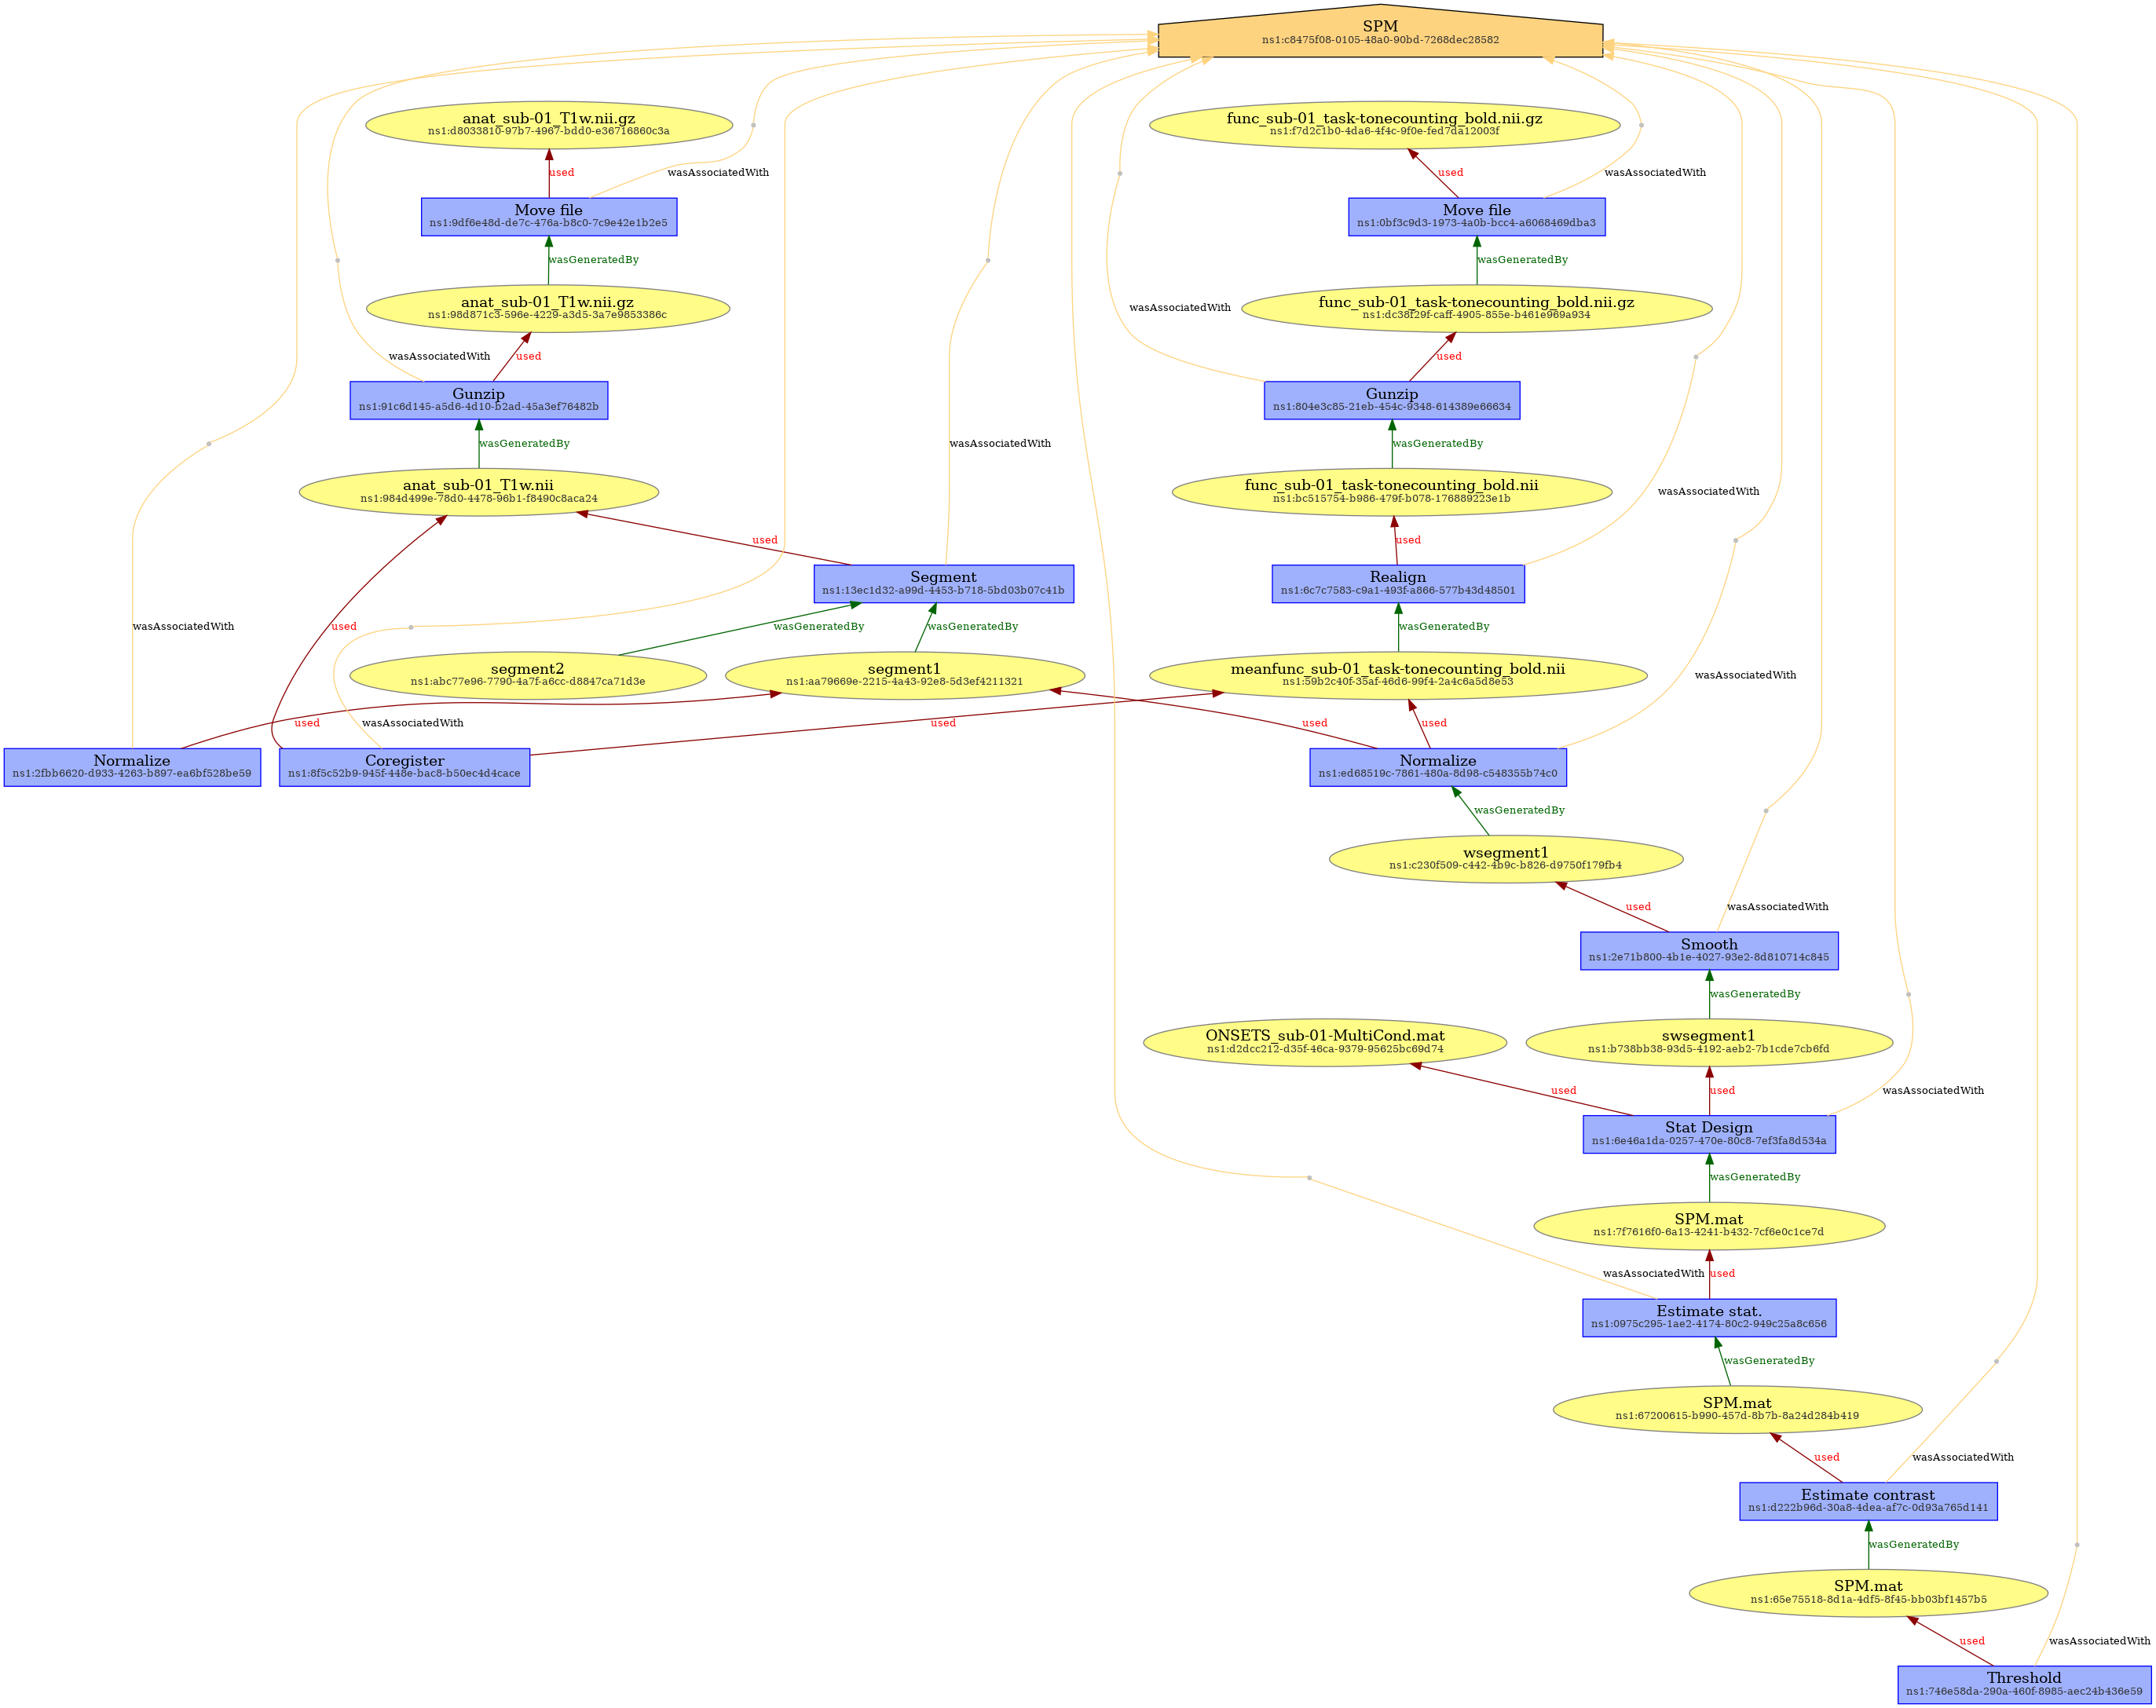 SPM
ns1:c8475f08-0105-48a0-90bd-7268dec28582
anat_sub-01_T1w.nii.gz
ns1:d8033810-97b7-4967-bdd0-e36716860c3a
func_sub-01_task-tonecounting_bold.nii.gz
ns1:f7d2c1b0-4da6-4f4c-9f0e-fed7da12003f
used
wasAssociatedWith
used
wasAssociatedWith
Move file
ns1:9df6e48d-de7c-476a-b8c0-7c9e42e1b2e5
Move file
ns1:0bf3c9d3-1973-4a0b-bcc4-a6068469dba3
wasGeneratedBy
wasGeneratedBy
anat_sub-01_T1w.nii.gz
ns1:98d871c3-596e-4229-a3d5-3a7e9853386c
wasAssociatedWith
func_sub-01_task-tonecounting_bold.nii.gz
ns1:dc38f29f-caff-4905-855e-b461e969a934
wasAssociatedWith
used
used
Gunzip
ns1:91c6d145-a5d6-4d10-b2ad-45a3ef76482b
Gunzip
ns1:804e3c85-21eb-454c-9348-614389e66634
wasGeneratedBy
wasAssociatedWith
wasGeneratedBy
anat_sub-01_T1w.nii
ns1:984d499e-78d0-4478-96b1-f8490c8aca24
func_sub-01_task-tonecounting_bold.nii
ns1:bc515754-b986-479f-b078-176889223e1b
wasAssociatedWith
used
used
Segment
ns1:13ec1d32-a99d-4453-b718-5bd03b07c41b
Realign
ns1:6c7c7583-c9a1-493f-a866-577b43d48501
wasAssociatedWith
used
wasGeneratedBy
wasGeneratedBy
wasGeneratedBy
segment2
ns1:abc77e96-7790-4a7f-a6cc-d8847ca71d3e
segment1
ns1:aa79669e-2215-4a43-92e8-5d3ef4211321
meanfunc_sub-01_task-tonecounting_bold.nii
ns1:59b2c40f-35af-46d6-99f4-2a4c6a5d8e53
wasAssociatedWith
used
wasAssociatedWith
used
used
used
Normalize
ns1:2fbb6620-d933-4263-b897-ea6bf528be59
Coregister
ns1:8f5c52b9-945f-448e-bac8-b50ec4d4cace
Normalize
ns1:ed68519c-7861-480a-8d98-c548355b74c0
wasGeneratedBy
wsegment1
ns1:c230f509-c442-4b9c-b826-d9750f179fb4
used
wasAssociatedWith
Smooth
ns1:2e71b800-4b1e-4027-93e2-8d810714c845
wasGeneratedBy
ONSETS_sub-01-MultiCond.mat
ns1:d2dcc212-d35f-46ca-9379-95625bc69d74
swsegment1
ns1:b738bb38-93d5-4192-aeb2-7b1cde7cb6fd
used
used
wasAssociatedWith
Stat Design
ns1:6e46a1da-0257-470e-80c8-7ef3fa8d534a
wasGeneratedBy
SPM.mat
ns1:7f7616f0-6a13-4241-b432-7cf6e0c1ce7d
wasAssociatedWith
used
Estimate stat.
ns1:0975c295-1ae2-4174-80c2-949c25a8c656
wasGeneratedBy
SPM.mat
ns1:67200615-b990-457d-8b7b-8a24d284b419
used
wasAssociatedWith
Estimate contrast
ns1:d222b96d-30a8-4dea-af7c-0d93a765d141
wasGeneratedBy
SPM.mat
ns1:65e75518-8d1a-4df5-8f45-bb03bf1457b5
used
wasAssociatedWith
Threshold
ns1:746e58da-290a-460f-8985-aec24b436e59